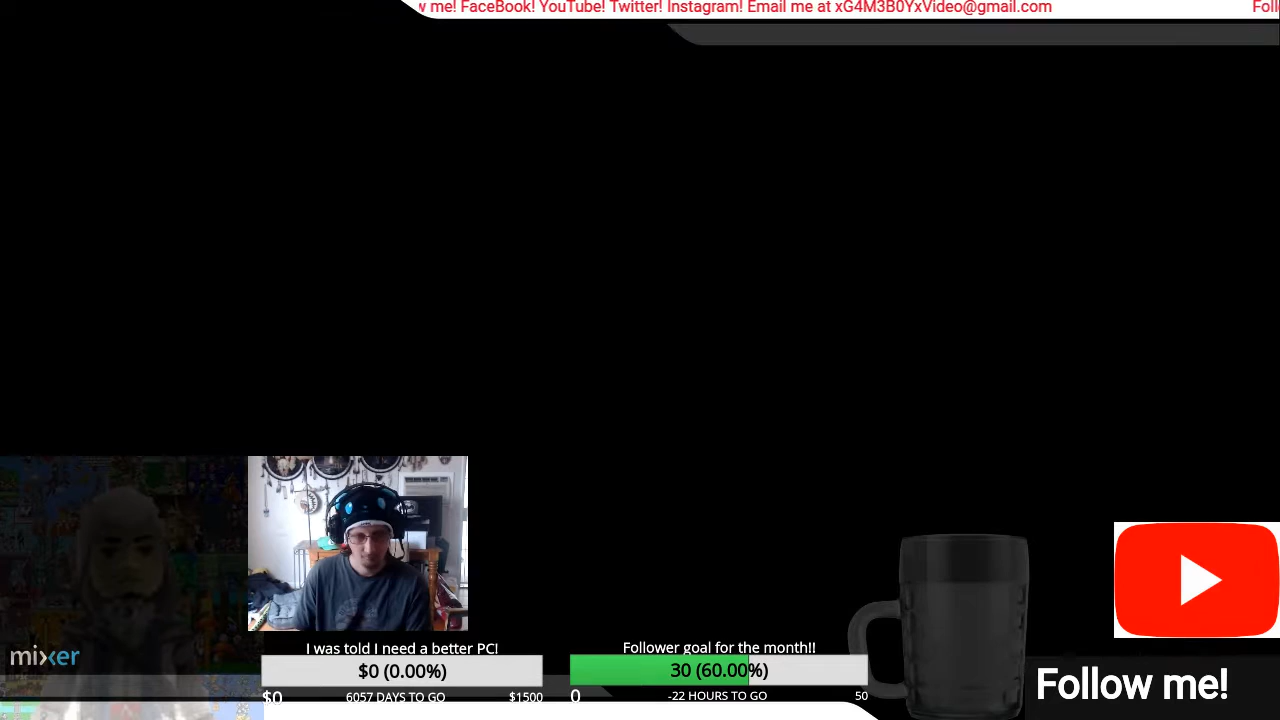 w me! FaceBook! YouTube! Twitter! Instagram! Email me at xG4M3B0YxVideo@gmail.com
Foll
mixer
I was told I need a better PC!
$0 (0.00%)
$0 6057 DAYS TO GO $1500
Follower goal for the month!!
30 (60.00%)
0 -22 HOURS TO GO 50
Follow me!